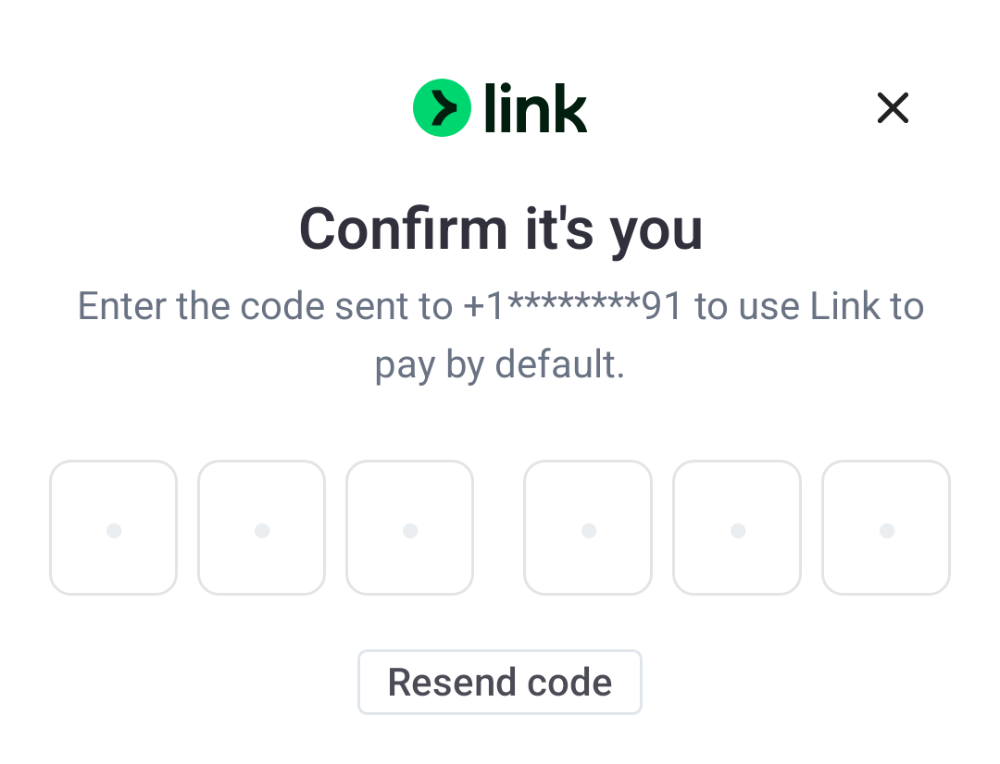 link
Confirm it's you
Enter the code sent to +1********91 to use Link to
pay by default.
Resend code